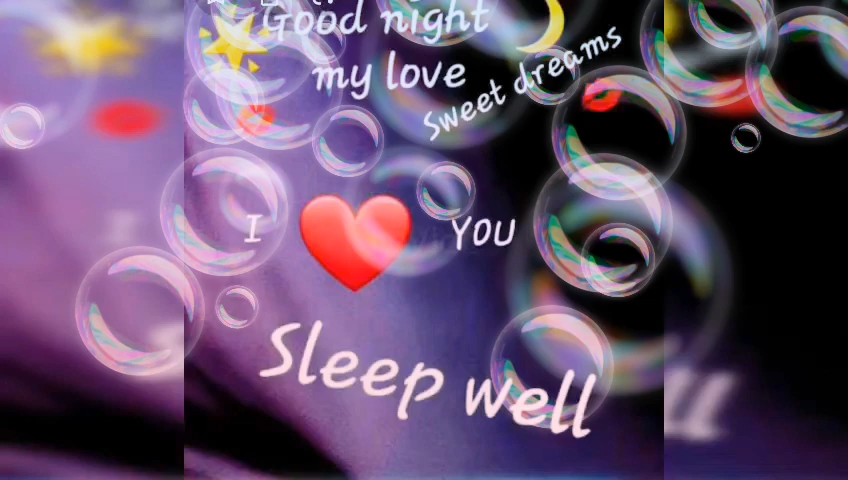 Good night
my love
Sweet dreams
I ❤️ YOU
Sleep well